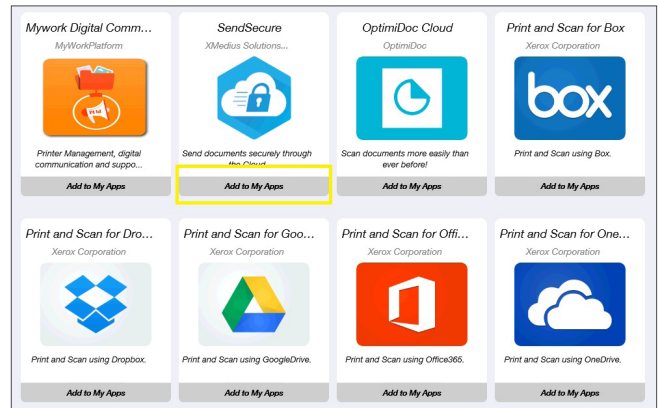 Mywork Digital Comm...
MyWorkPlatform
Printer Management, digital
communication and suppo...
Add to My Apps
SendSecure
XMedius Solutions...
Send documents securely through
the Cloud
Add to My Apps
OptimiDoc Cloud
OptimiDoc
Scan documents more easily than
ever before!
Add to My Apps
Print and Scan for Box
Xerox Corporation
box
Print and Scan using Box.
Add to My Apps
Print and Scan for Dro...
Xerox Corporation
Print and Scan using Dropbox.
Add to My Apps
Print and Scan for Goo...
Xerox Corporation
Print and Scan using GoogleDrive.
Add to My Apps
Print and Scan for Offi...
Xerox Corporation
Print and Scan using Office365.
Add to My Apps
Print and Scan for One...
Xerox Corporation
Print and Scan using OneDrive.
Add to My Apps